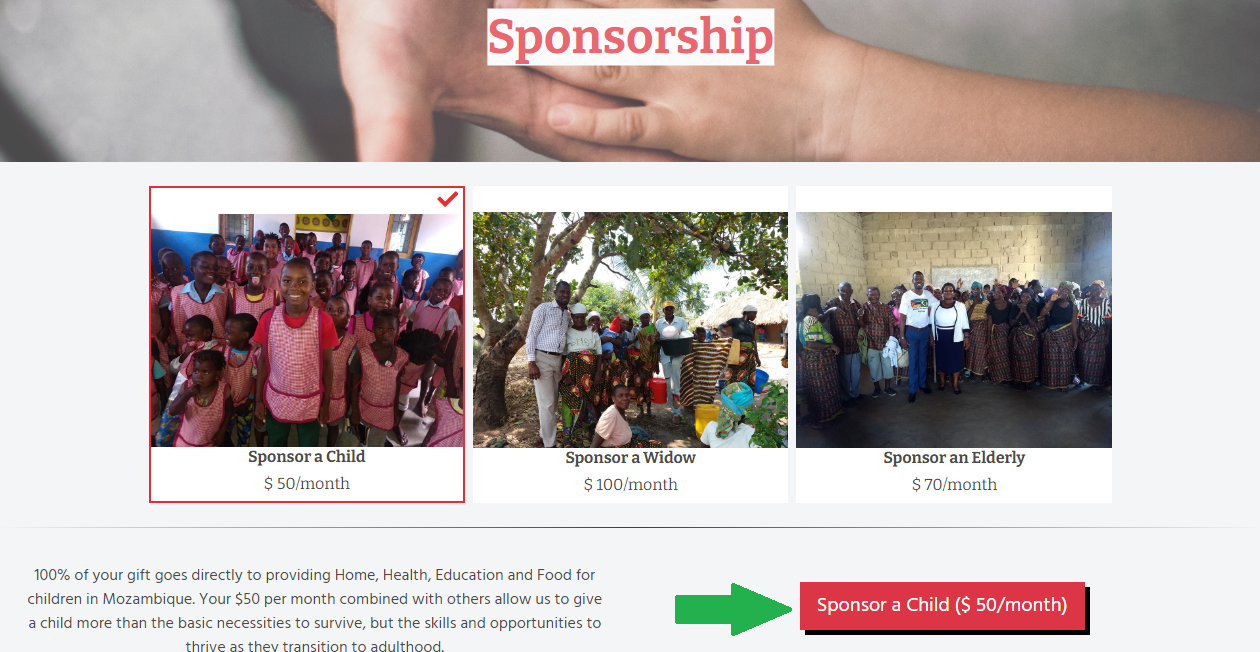 Sponsorship
Sponsor a Child
$ 50/month
Sponsor a Widow
$ 100/month
Sponsor an Elderly
$ 70/month
100% of your gift goes directly to providing Home, Health, Education and Food for
children in Mozambique. Your $50 per month combined with others allow us to give
a child more than the basic necessities to survive, but the skills and opportunities to
thrive as they transition to adulthood.
Sponsor a Child ($ 50/month)